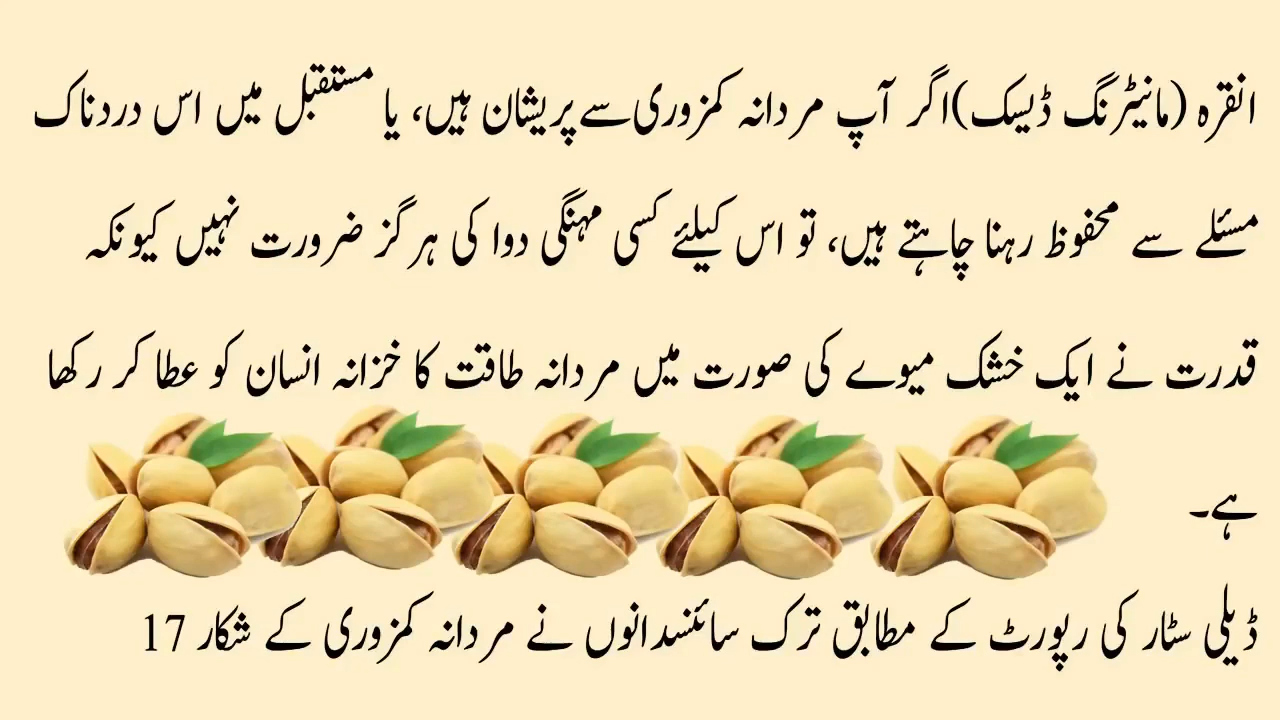 انقرہ (مانیٹرنگ ڈیسک)اگر آپ مردانہ کمزوری سے پریشان ہیں، یا مستقبل میں اس دردناک
مسئلے سے محفوظ رہنا چاہتے ہیں، تو اس کیلئے کسی مہنگی دوا کی ہرگز ضرورت نہیں کیونکہ
قدرت نے ایک خشک میوے کی صورت میں مردانہ طاقت کا خزانہ انسان کو عطا کر رکھا
ہے۔
ڈیلی سٹار کی رپورٹ کے مطابق ترک سائنسدانوں نے مردانہ کمزوری کے شکار 17